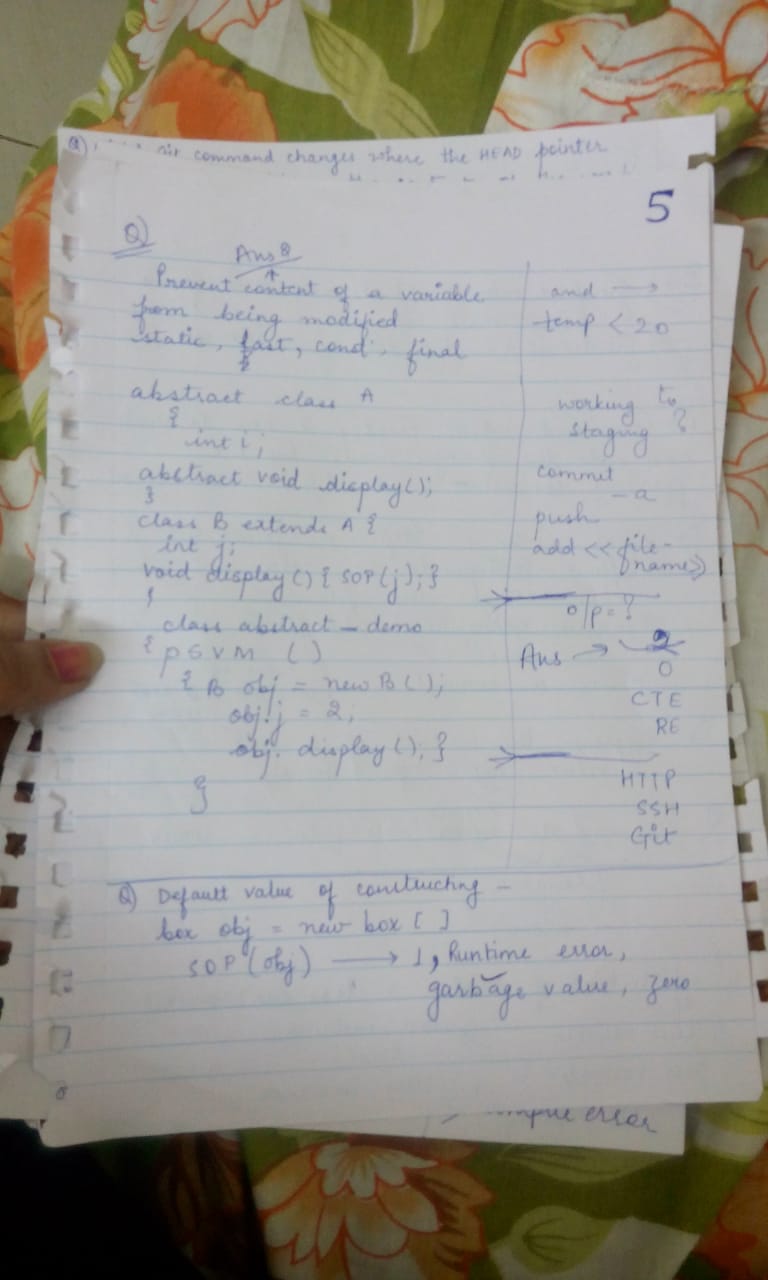 Q) git command changes where the HEAD pointer
5
Q)
Ans 8
Prevent content of a variable
from being modified
static, last, const, final
abstract class A
{
int i;
abstract void display();
}
class B extends A {
int j;
void display() { SOP(j); }
}
class abstract_demo
{ PSVM ()
{ B obj = new B();
obj.j = 2;
obj. display(); }
}
and →
temp < 20
working to
staging ?
commit
- a
push
add <<file-
name>>
o/p = ?
Ans → 2
0
CTE
RE
HTTP
SSH
Git
Q) Default value of constructing -
box obj = new box [ ]
SOP (obj) → 1, Runtime error,
garbage value, zero
error